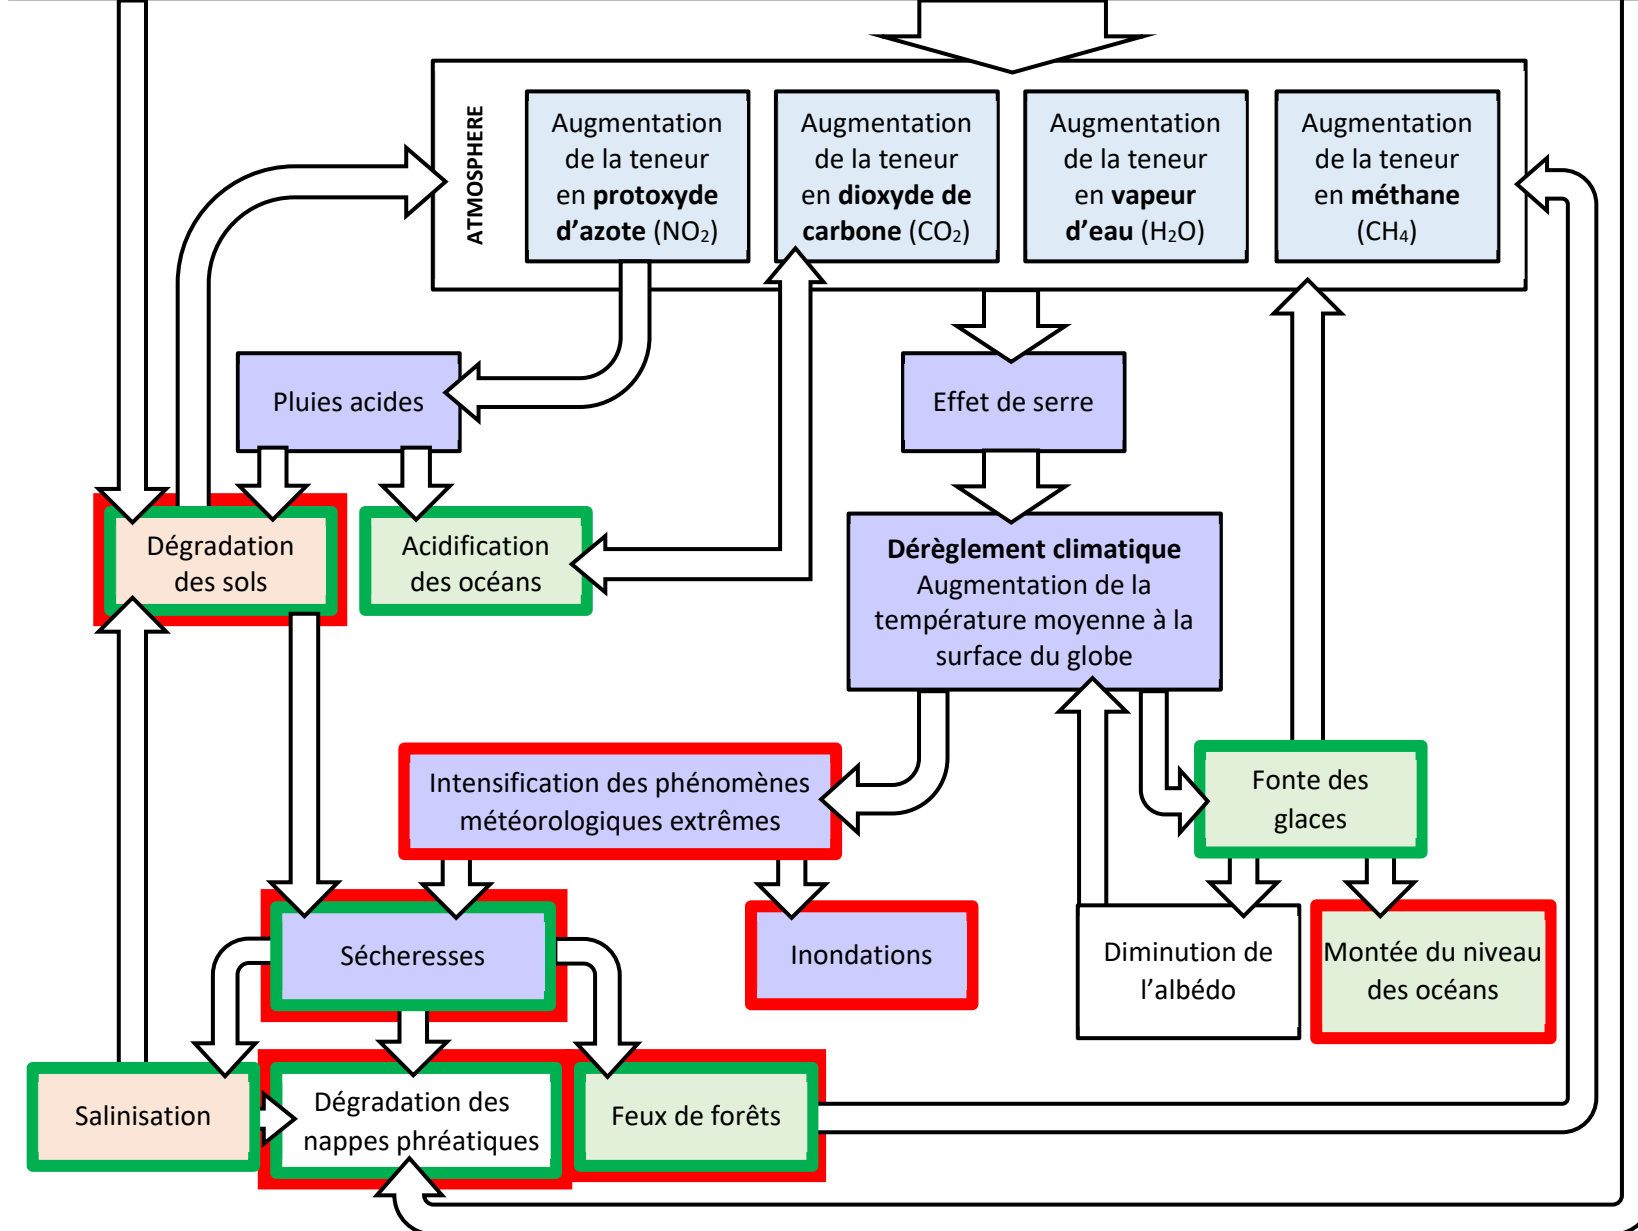 ATMOSPHERE
Augmentation
de la teneur
en protoxyde
d'azote (NO₂)
Augmentation
de la teneur
en dioxyde de
carbone (CO₂)
Augmentation
de la teneur
en vapeur
d'eau (H₂O)
Augmentation
de la teneur
en méthane
(CH₄)
Pluies acides
Effet de serre
Dégradation
des sols
Acidification
des océans
Dérèglement climatique
Augmentation de la
température moyenne à la
surface du globe
Intensification des phénomènes
météorologiques extrêmes
Fonte des
glaces
Sécheresses
Inondations
Diminution de
l'albédo
Montée du niveau
des océans
Salinisation
Dégradation des
nappes phréatiques
Feux de forêts